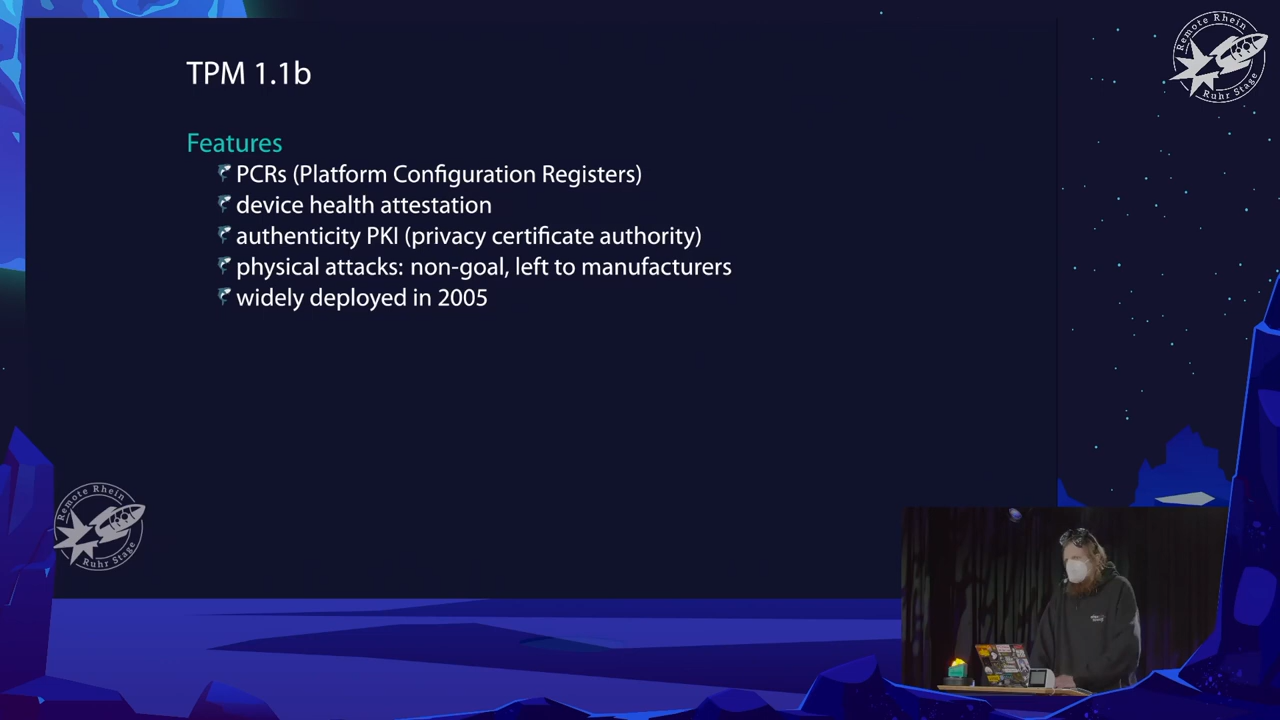 TPM 1.1b
Features
PCRs (Platform Configuration Registers)
device health attestation
authenticity PKI (privacy certificate authority)
physical attacks: non-goal, left to manufacturers
widely deployed in 2005
Remote Rhein
Ruhr Stage
Remote Rhein
Ruhr Stage